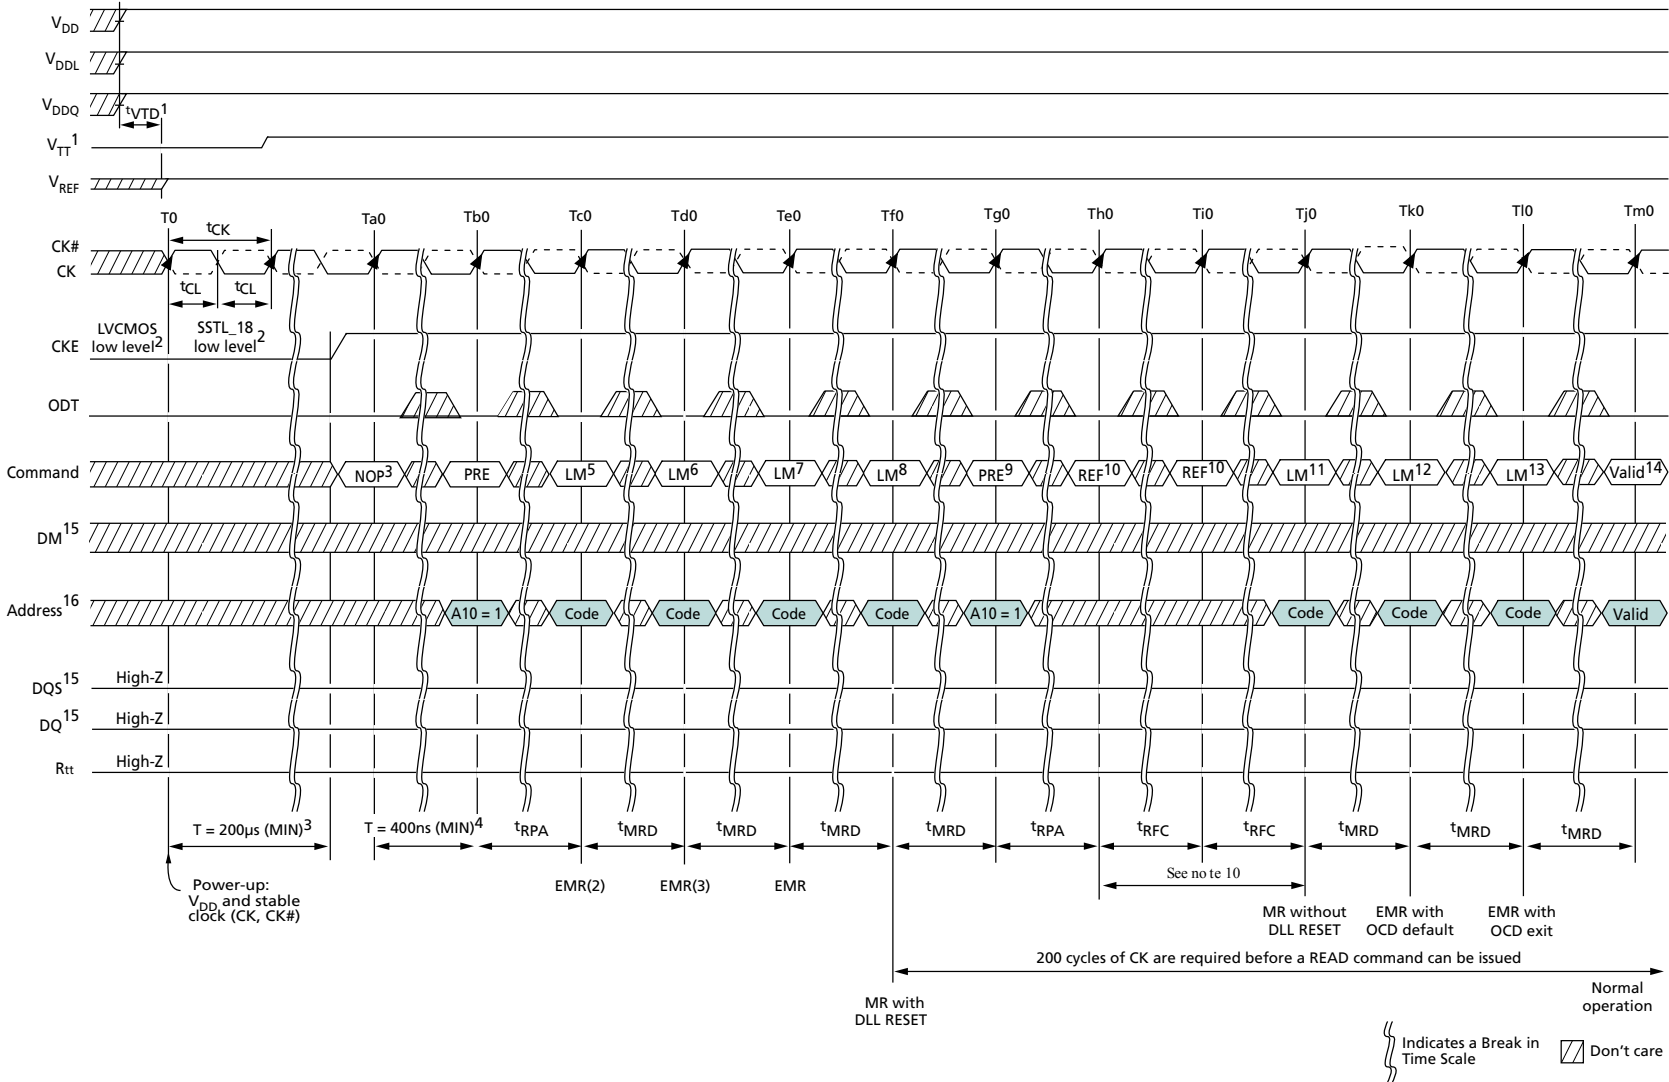 VDD
VDDL
VDDQ
tVTD1
VTT1
VREF
T0 Ta0 Tb0 Tc0 Td0 Te0 Tf0 Tg0 Th0 Ti0 Tj0 Tk0 Tl0 Tm0
tCK
CK#
CK
tCL tCL
LVCMOS low level2
SSTL_18 low level2
CKE
ODT
Command NOP3 PRE LM5 LM6 LM7 LM8 PRE9 REF10 REF10 LM11 LM12 LM13 Valid14
DM15
Address16 A10 = 1 Code Code Code Code A10 = 1 Code Code Code Valid
DQS15 High-Z
DQ15 High-Z
Rtt High-Z
T = 200µs (MIN)3 T = 400ns (MIN)4 tRPA tMRD tMRD tMRD tMRD tRPA tRFC tRFC tMRD tMRD tMRD
Power-up:
VDD and stable
clock (CK, CK#)
EMR(2) EMR(3) EMR
See note 10
MR without
DLL RESET
EMR with
OCD default
EMR with
OCD exit
200 cycles of CK are required before a READ command can be issued
MR with
DLL RESET
Normal
operation
Indicates a Break in
Time Scale
Don't care